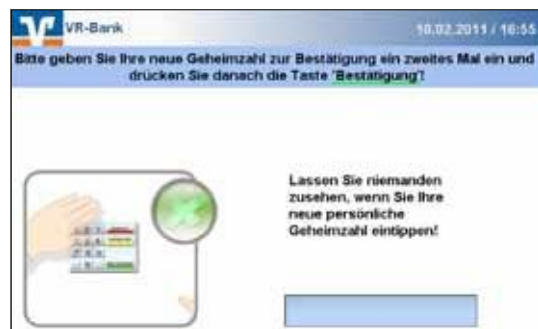 VR-Bank
10.02.2011 / 16:55
Bitte geben Sie Ihre neue Geheimzahl zur Bestätigung ein zweites Mal ein und
drücken Sie danach die Taste 'Bestätigung'!
Lassen Sie niemanden
zusehen, wenn Sie Ihre
neue persönliche
Geheimzahl eintippen!